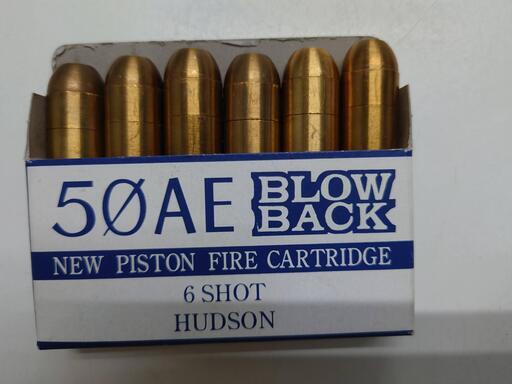 50AE BLOW
BACK
NEW PISTON FIRE CARTRIDGE
6 SHOT
HUDSON